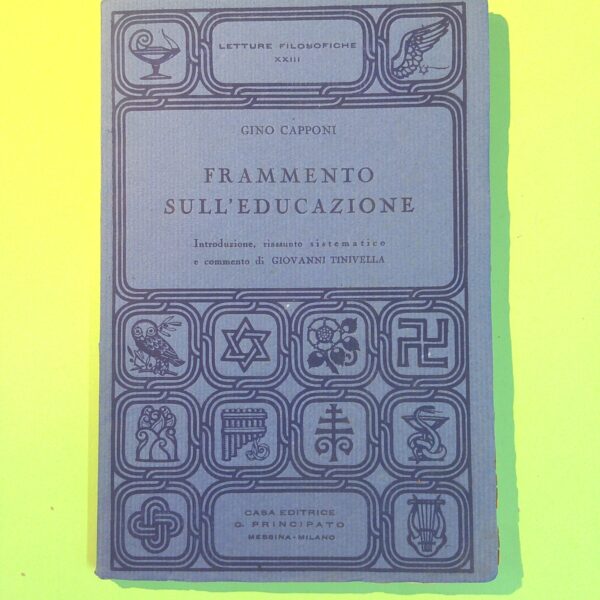 LETTURE FILOSOFICHE
XXIII
GINO CAPPONI
FRAMMENTO
SULL'EDUCAZIONE
Introduzione, riassunto sistematico
e commento di GIOVANNI TINIVELLA
CASA EDITRICE
G. PRINCIPATO
MESSINA-MILANO